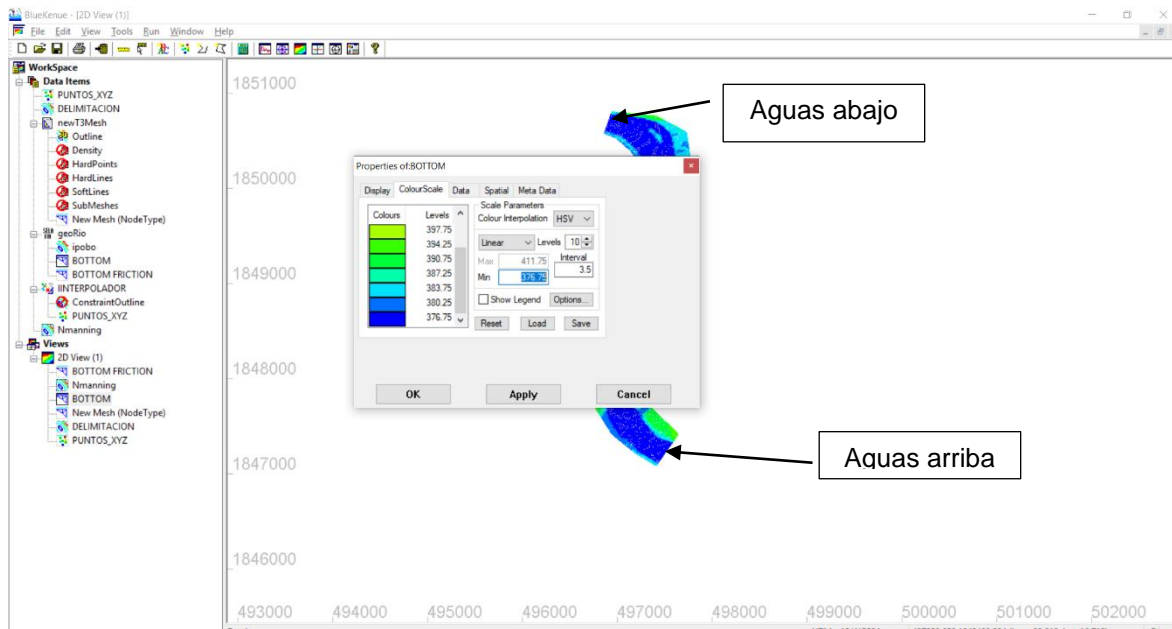 BlueKenue - [2D View (1)]
File Edit View Tools Run Window Help
WorkSpace
Data Items
PUNTOS_XYZ
DELIMITACION
newT3Mesh
Outline
Density
HardPoints
HardLines
SoftLines
SubMeshes
New Mesh (NodeType)
geoRio
ipobo
BOTTOM
BOTTOM FRICTION
IINTERPOLADOR
ConstraintOutline
PUNTOS_XYZ
Nmanning
Views
2D View (1)
BOTTOM FRICTION
Nmanning
BOTTOM
New Mesh (NodeType)
DELIMITACION
PUNTOS_XYZ
1851000
1850000
1849000
1848000
1847000
1846000
493000 494000 495000 496000 497000 498000 499000 500000 501000 502000
Aguas abajo
Aguas arriba
Properties of:BOTTOM
Display ColourScale Data Spatial Meta Data
Colours Levels
397.75
394.25
390.75
387.25
383.75
380.25
376.75
Scale Parameters
Colour Interpolation HSV
Linear Levels 10
Max 411.75 Interval
Min 376.75 3.5
Show Legend Options...
Reset Load Save
OK Apply Cancel